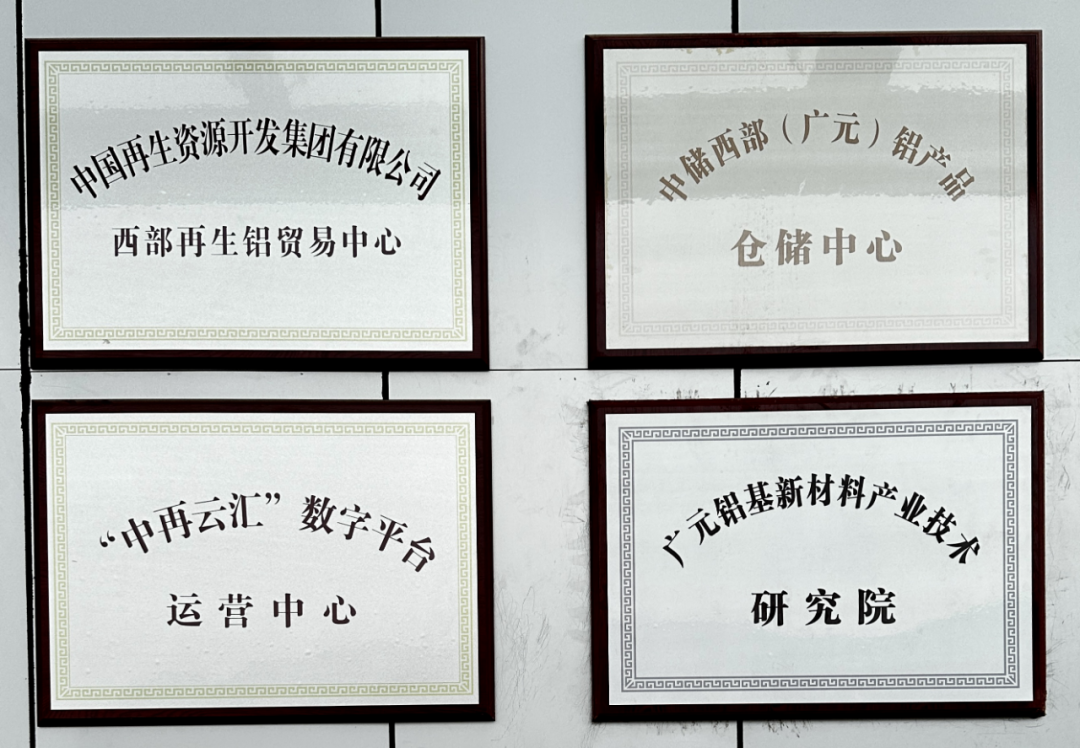 中国再生资源开发集团有限公司
西部再生铝贸易中心
中储西部（广元）铝产品
仓储中心
“中再云汇”数字平台
运营中心
广元铝基新材料产业技术
研究院